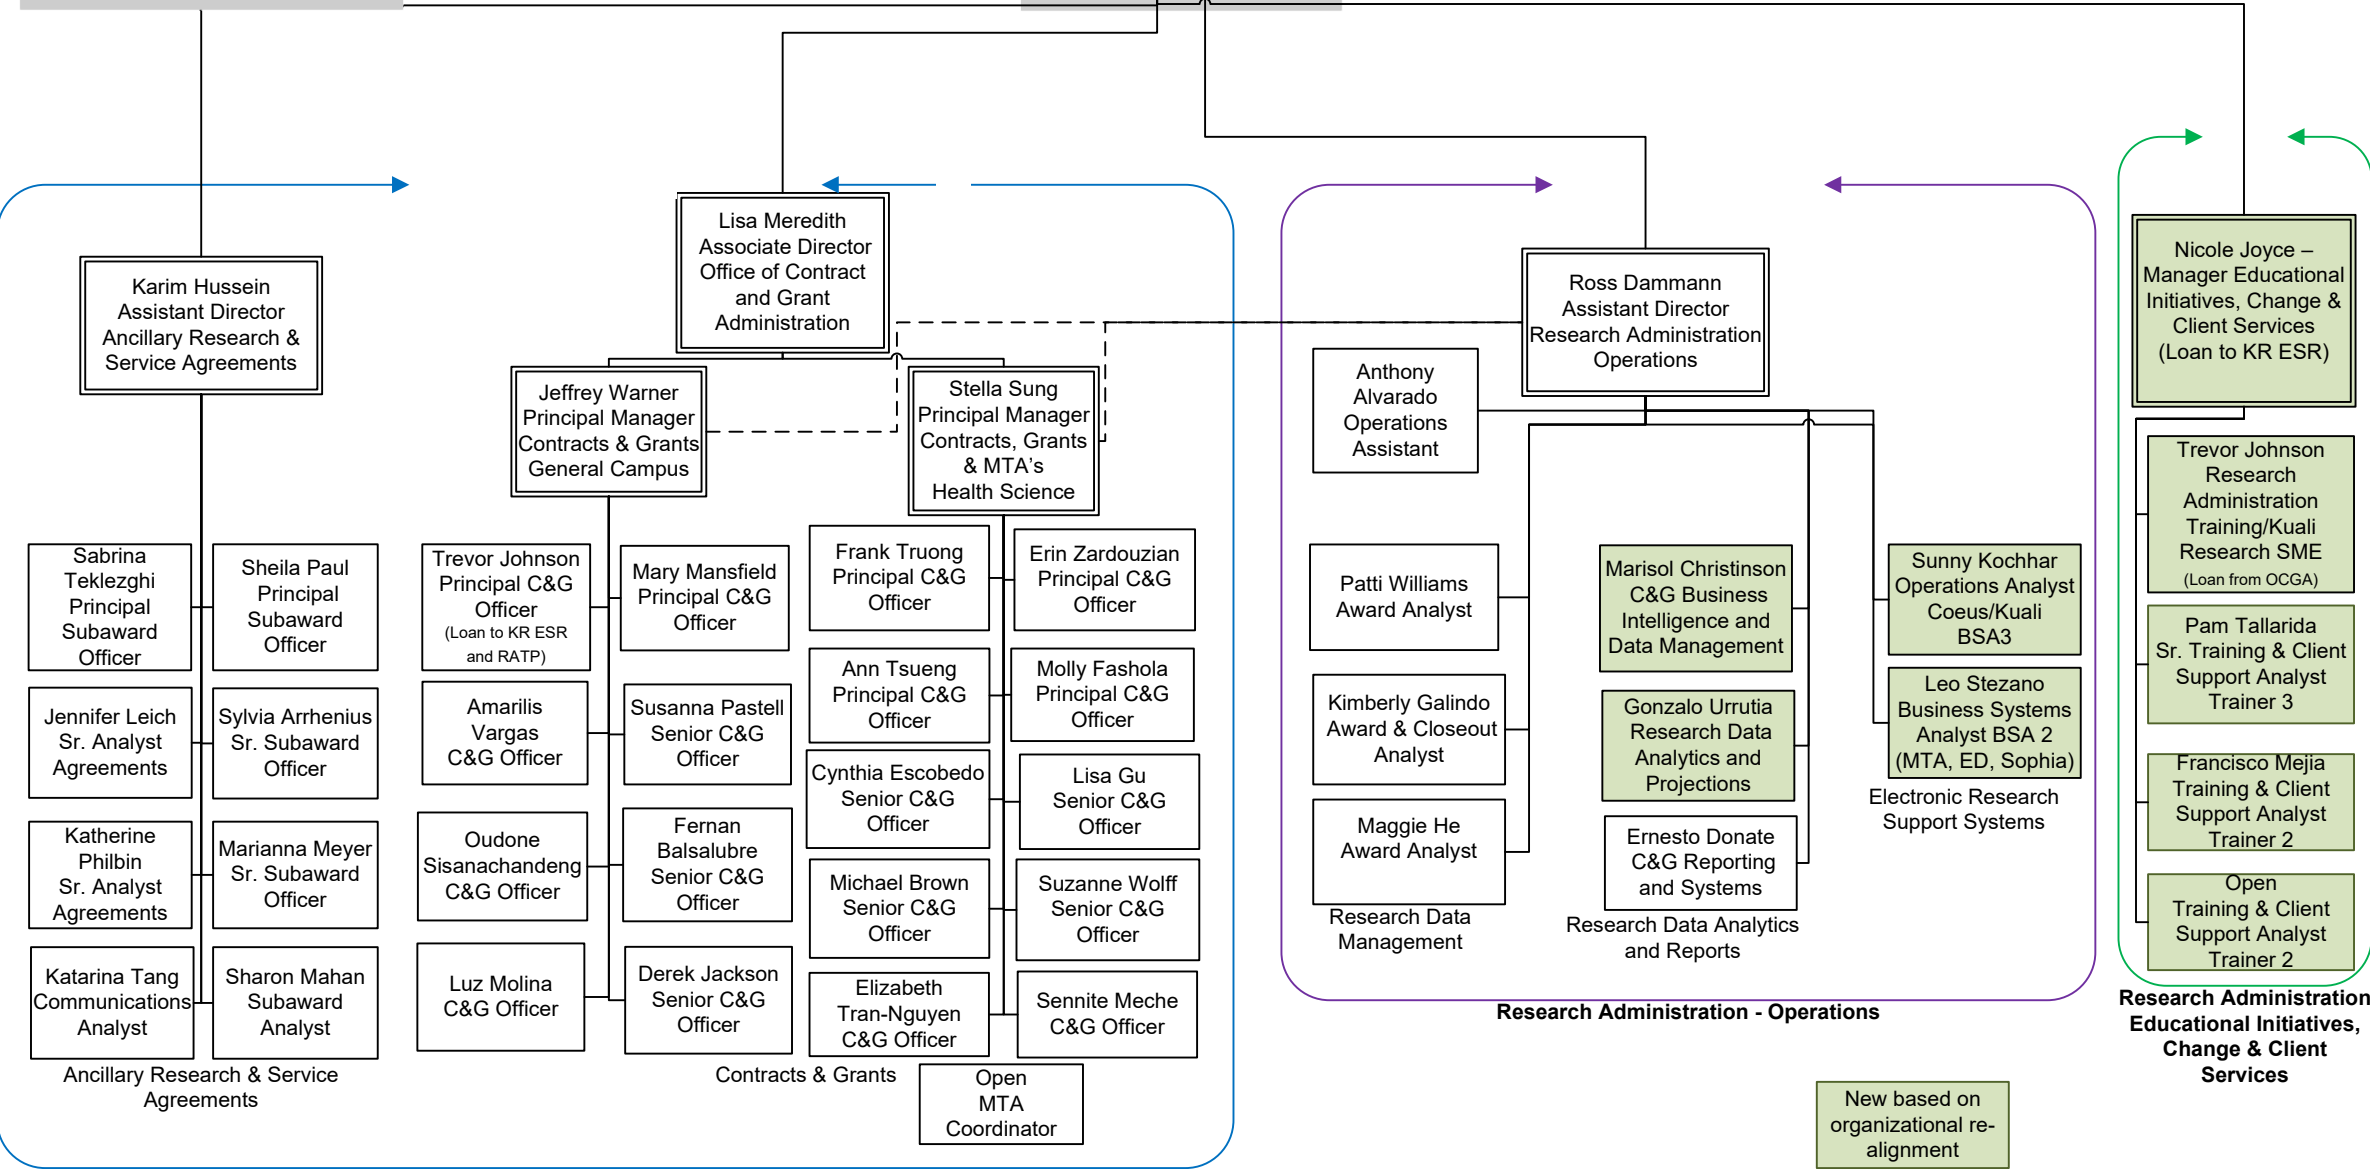 Karim Hussein
Assistant Director
Ancillary Research &
Service Agreements
Sabrina
Teklezghi
Principal
Subaward
Officer
Sheila Paul
Principal
Subaward
Officer
Jennifer Leich
Sr. Analyst
Agreements
Sylvia Arrhenius
Sr. Subaward
Officer
Katherine
Philbin
Sr. Analyst
Agreements
Marianna Meyer
Sr. Subaward
Officer
Katarina Tang
Communications
Analyst
Sharon Mahan
Subaward
Analyst
Ancillary Research & Service
Agreements
Lisa Meredith
Associate Director
Office of Contract
and Grant
Administration
Jeffrey Warner
Principal Manager
Contracts & Grants
General Campus
Trevor Johnson
Principal C&G
Officer
(Loan to KR ESR
and RATP)
Mary Mansfield
Principal C&G
Officer
Amarilis
Vargas
C&G Officer
Susanna Pastell
Senior C&G
Officer
Oudone
Sisanachandeng
C&G Officer
Fernan
Balsalubre
Senior C&G
Officer
Luz Molina
C&G Officer
Derek Jackson
Senior C&G
Officer
Stella Sung
Principal Manager
Contracts, Grants
& MTA's
Health Science
Frank Truong
Principal C&G
Officer
Erin Zardouzian
Principal C&G
Officer
Ann Tsueng
Principal C&G
Officer
Molly Fashola
Principal C&G
Officer
Cynthia Escobedo
Senior C&G
Officer
Lisa Gu
Senior C&G
Officer
Michael Brown
Senior C&G
Officer
Suzanne Wolff
Senior C&G
Officer
Elizabeth
Tran-Nguyen
C&G Officer
Sennite Meche
C&G Officer
Contracts & Grants
Open
MTA
Coordinator
Ross Dammann
Assistant Director
Research Administration
Operations
Anthony
Alvarado
Operations
Assistant
Patti Williams
Award Analyst
Kimberly Galindo
Award & Closeout
Analyst
Maggie He
Award Analyst
Research Data
Management
Marisol Christinson
C&G Business
Intelligence and
Data Management
Gonzalo Urrutia
Research Data
Analytics and
Projections
Ernesto Donate
C&G Reporting
and Systems
Research Data Analytics
and Reports
Sunny Kochhar
Operations Analyst
Coeus/Kuali
BSA3
Leo Stezano
Business Systems
Analyst BSA 2
(MTA, ED, Sophia)
Electronic Research
Support Systems
Research Administration - Operations
Nicole Joyce –
Manager Educational
Initiatives, Change &
Client Services
(Loan to KR ESR)
Trevor Johnson
Research
Administration
Training/Kuali
Research SME
(Loan from OCGA)
Pam Tallarida
Sr. Training & Client
Support Analyst
Trainer 3
Francisco Mejia
Training & Client
Support Analyst
Trainer 2
Open
Training & Client
Support Analyst
Trainer 2
Research Administration
Educational Initiatives,
Change & Client
Services
New based on
organizational re-
alignment